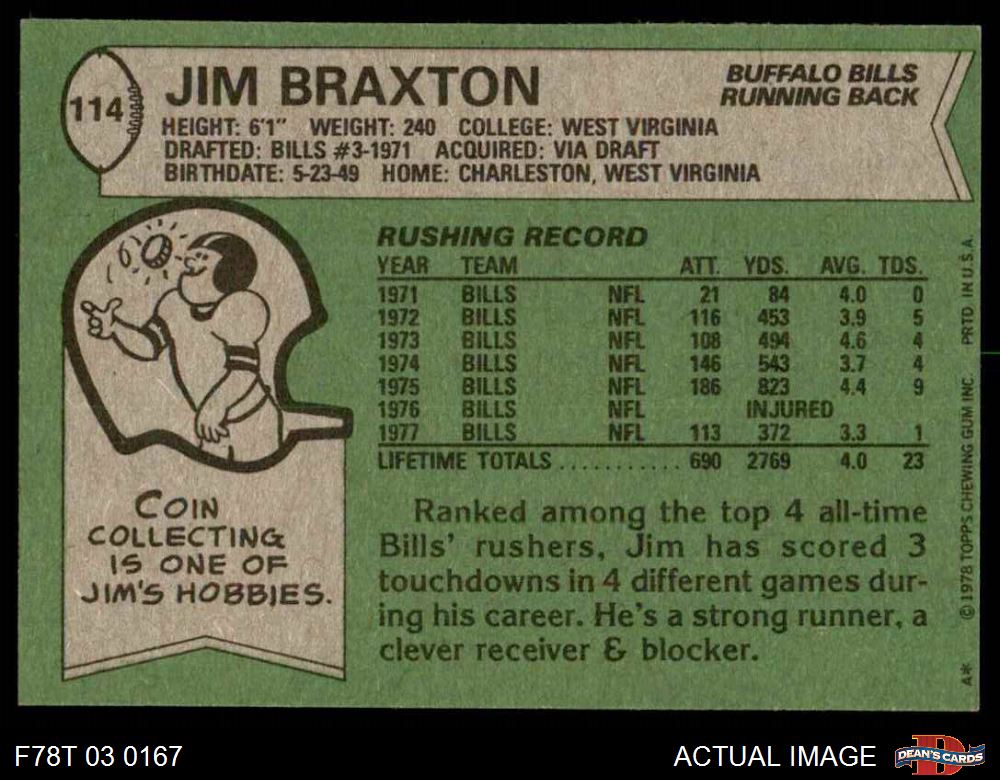 114
JIM BRAXTON
BUFFALO BILLS
RUNNING BACK
HEIGHT: 6'1" WEIGHT: 240 COLLEGE: WEST VIRGINIA
DRAFTED: BILLS #3-1971 ACQUIRED: VIA DRAFT
BIRTHDATE: 5-23-49 HOME: CHARLESTON, WEST VIRGINIA
RUSHING RECORD
YEAR TEAM ATT. YDS. AVG. TDS.
1971 BILLS NFL 21 84 4.0 0
1972 BILLS NFL 116 453 3.9 5
1973 BILLS NFL 108 494 4.6 4
1974 BILLS NFL 146 543 3.7 4
1975 BILLS NFL 186 823 4.4 9
1976 BILLS NFL INJURED
1977 BILLS NFL 113 372 3.3 1
LIFETIME TOTALS ........... 690 2769 4.0 23
COIN
COLLECTING
IS ONE OF
JIM'S HOBBIES.
Ranked among the top 4 all-time
Bills' rushers, Jim has scored 3
touchdowns in 4 different games dur-
ing his career. He's a strong runner, a
clever receiver & blocker.
A* © 1978 TOPPS CHEWING GUM INC. PRTD IN U.S.A.
F78T 03 0167
ACTUAL IMAGE
D
DEAN'S CARDS